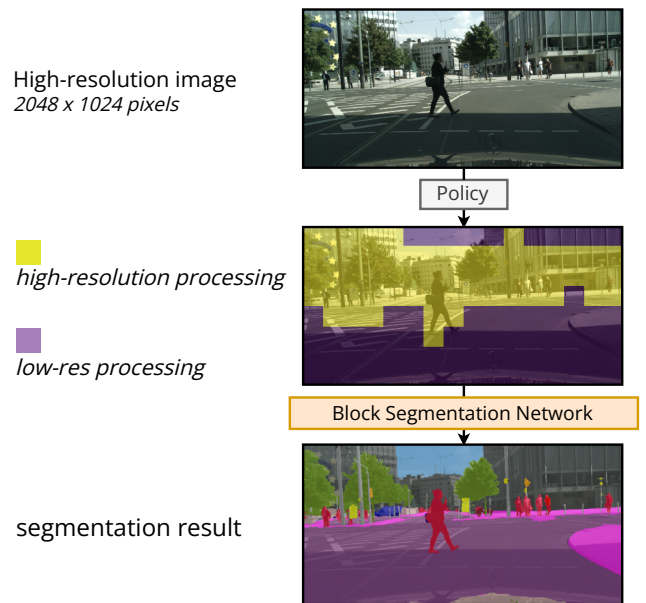 High-resolution image
2048 x 1024 pixels
Policy
high-resolution processing
low-res processing
Block Segmentation Network
segmentation result